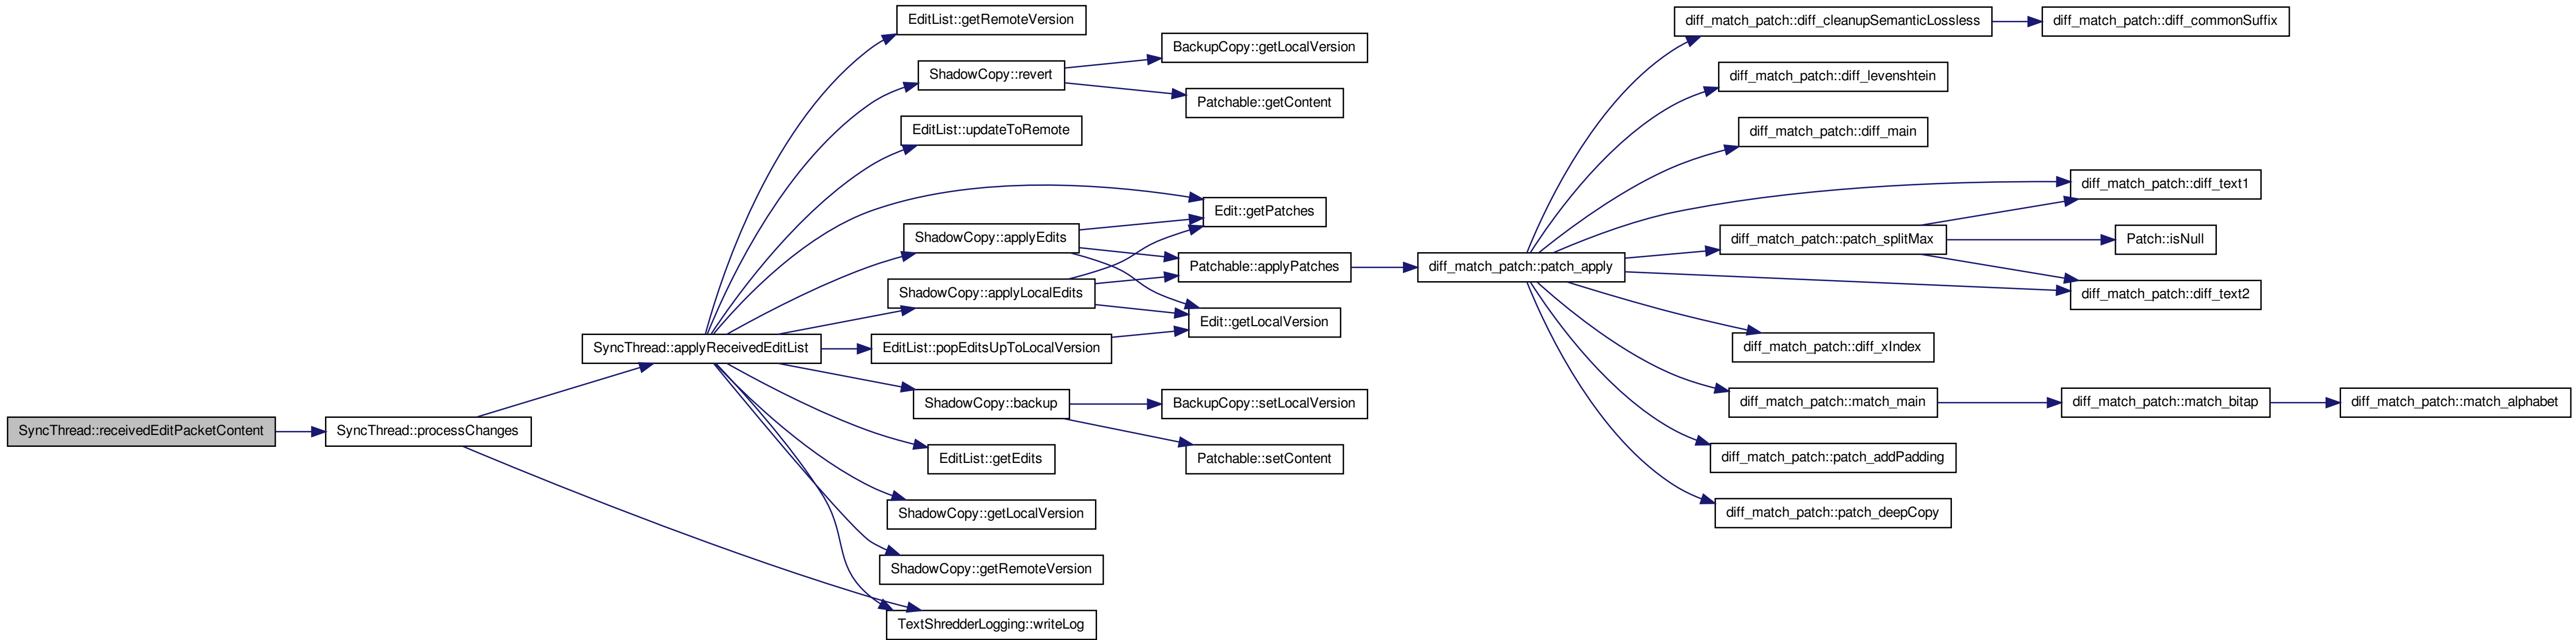 SyncThread::receivedEditPacketContent
SyncThread::processChanges
SyncThread::applyReceivedEditList
EditList::getRemoteVersion
ShadowCopy::revert
EditList::updateToRemote
ShadowCopy::applyEdits
ShadowCopy::applyLocalEdits
EditList::popEditsUpToLocalVersion
ShadowCopy::backup
EditList::getEdits
ShadowCopy::getLocalVersion
ShadowCopy::getRemoteVersion
TextShredderLogging::writeLog
BackupCopy::getLocalVersion
Patchable::getContent
Edit::getPatches
Patchable::applyPatches
Edit::getLocalVersion
BackupCopy::setLocalVersion
Patchable::setContent
diff_match_patch::patch_apply
diff_match_patch::diff_cleanupSemanticLossless
diff_match_patch::diff_levenshtein
diff_match_patch::diff_main
diff_match_patch::patch_splitMax
diff_match_patch::diff_xIndex
diff_match_patch::match_main
diff_match_patch::patch_addPadding
diff_match_patch::patch_deepCopy
diff_match_patch::diff_commonSuffix
diff_match_patch::diff_text1
Patch::isNull
diff_match_patch::diff_text2
diff_match_patch::match_bitap
diff_match_patch::match_alphabet